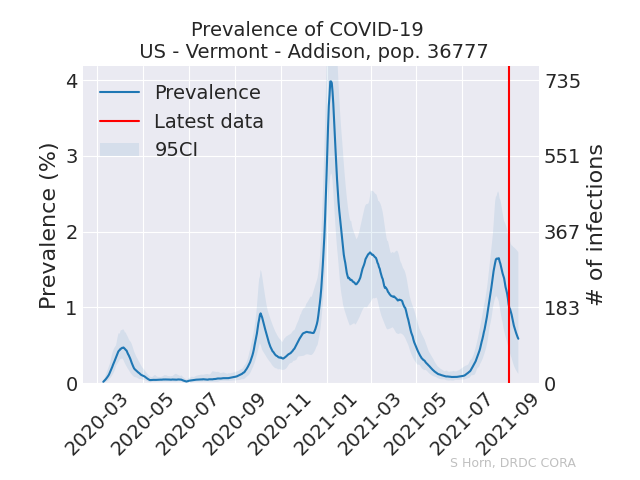 Prevalence of COVID-19
US - Vermont - Addison, pop. 36777
Prevalence
Latest data
95CI
Prevalence (%)
4
3
2
1
0
735
551
367
183
0
# of infections
2020-03
2020-05
2020-07
2020-09
2020-11
2021-01
2021-03
2021-05
2021-07
2021-09
S Horn, DRDC CORA